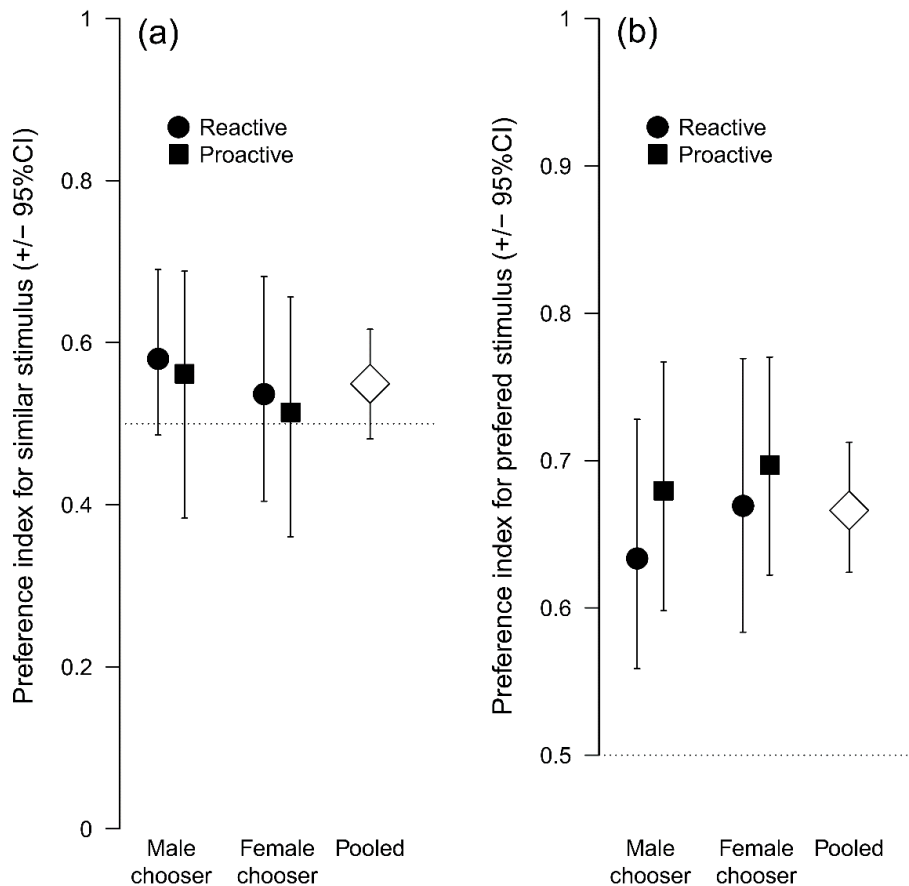 (a)
Preference index for similar stimulus (+/− 95%CI)
1
0.8
0.6
0.4
0.2
0
Reactive
Proactive
Male
chooser
Female
chooser
Pooled
(b)
Preference index for prefered stimulus (+/− 95%CI)
1
0.9
0.8
0.7
0.6
0.5
Reactive
Proactive
Male
chooser
Female
chooser
Pooled